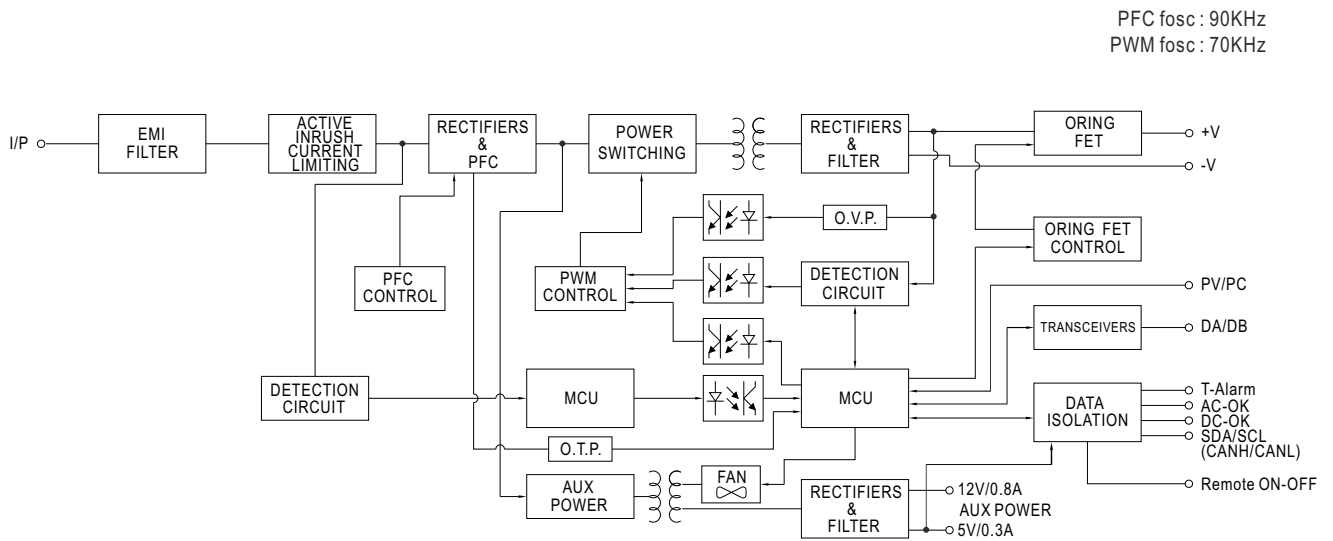 PFC fosc : 90KHz
PWM fosc : 70KHz
I/P
EMI
FILTER
ACTIVE
INRUSH
CURRENT
LIMITING
RECTIFIERS
&
PFC
POWER
SWITCHING
RECTIFIERS
&
FILTER
ORING
FET
+V
-V
O.V.P.
ORING FET
CONTROL
PFC
CONTROL
PWM
CONTROL
DETECTION
CIRCUIT
PV/PC
TRANSCEIVERS
DA/DB
DETECTION
CIRCUIT
MCU
MCU
DATA
ISOLATION
T-Alarm
AC-OK
DC-OK
SDA/SCL
(CANH/CANL)
O.T.P.
AUX
POWER
FAN
RECTIFIERS
&
FILTER
12V/0.8A
AUX POWER
5V/0.3A
Remote ON-OFF